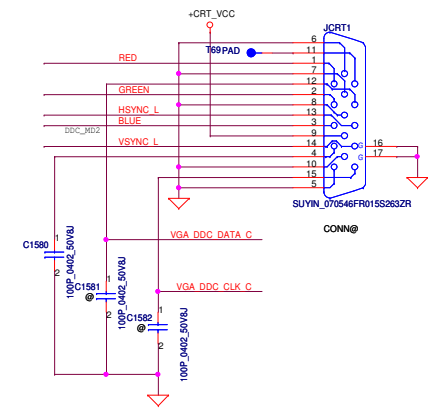 +CRT_VCC
JCRT1
6
T69 PAD
11
RED
1
7
12
GREEN
2
8
HSYNC_L
13
BLUE
3
DDC_MD2
9
VSYNC_L
14
G
16
4
G
17
10
15
5
SUYIN_070546FR015S263ZR
CONN@
VGA_DDC_DATA_C
C1580
1
2
100P_0402_50V8J
C1581
@
1
2
100P_0402_50V8J
VGA_DDC_CLK_C
C1582
@
1
2
100P_0402_50V8J